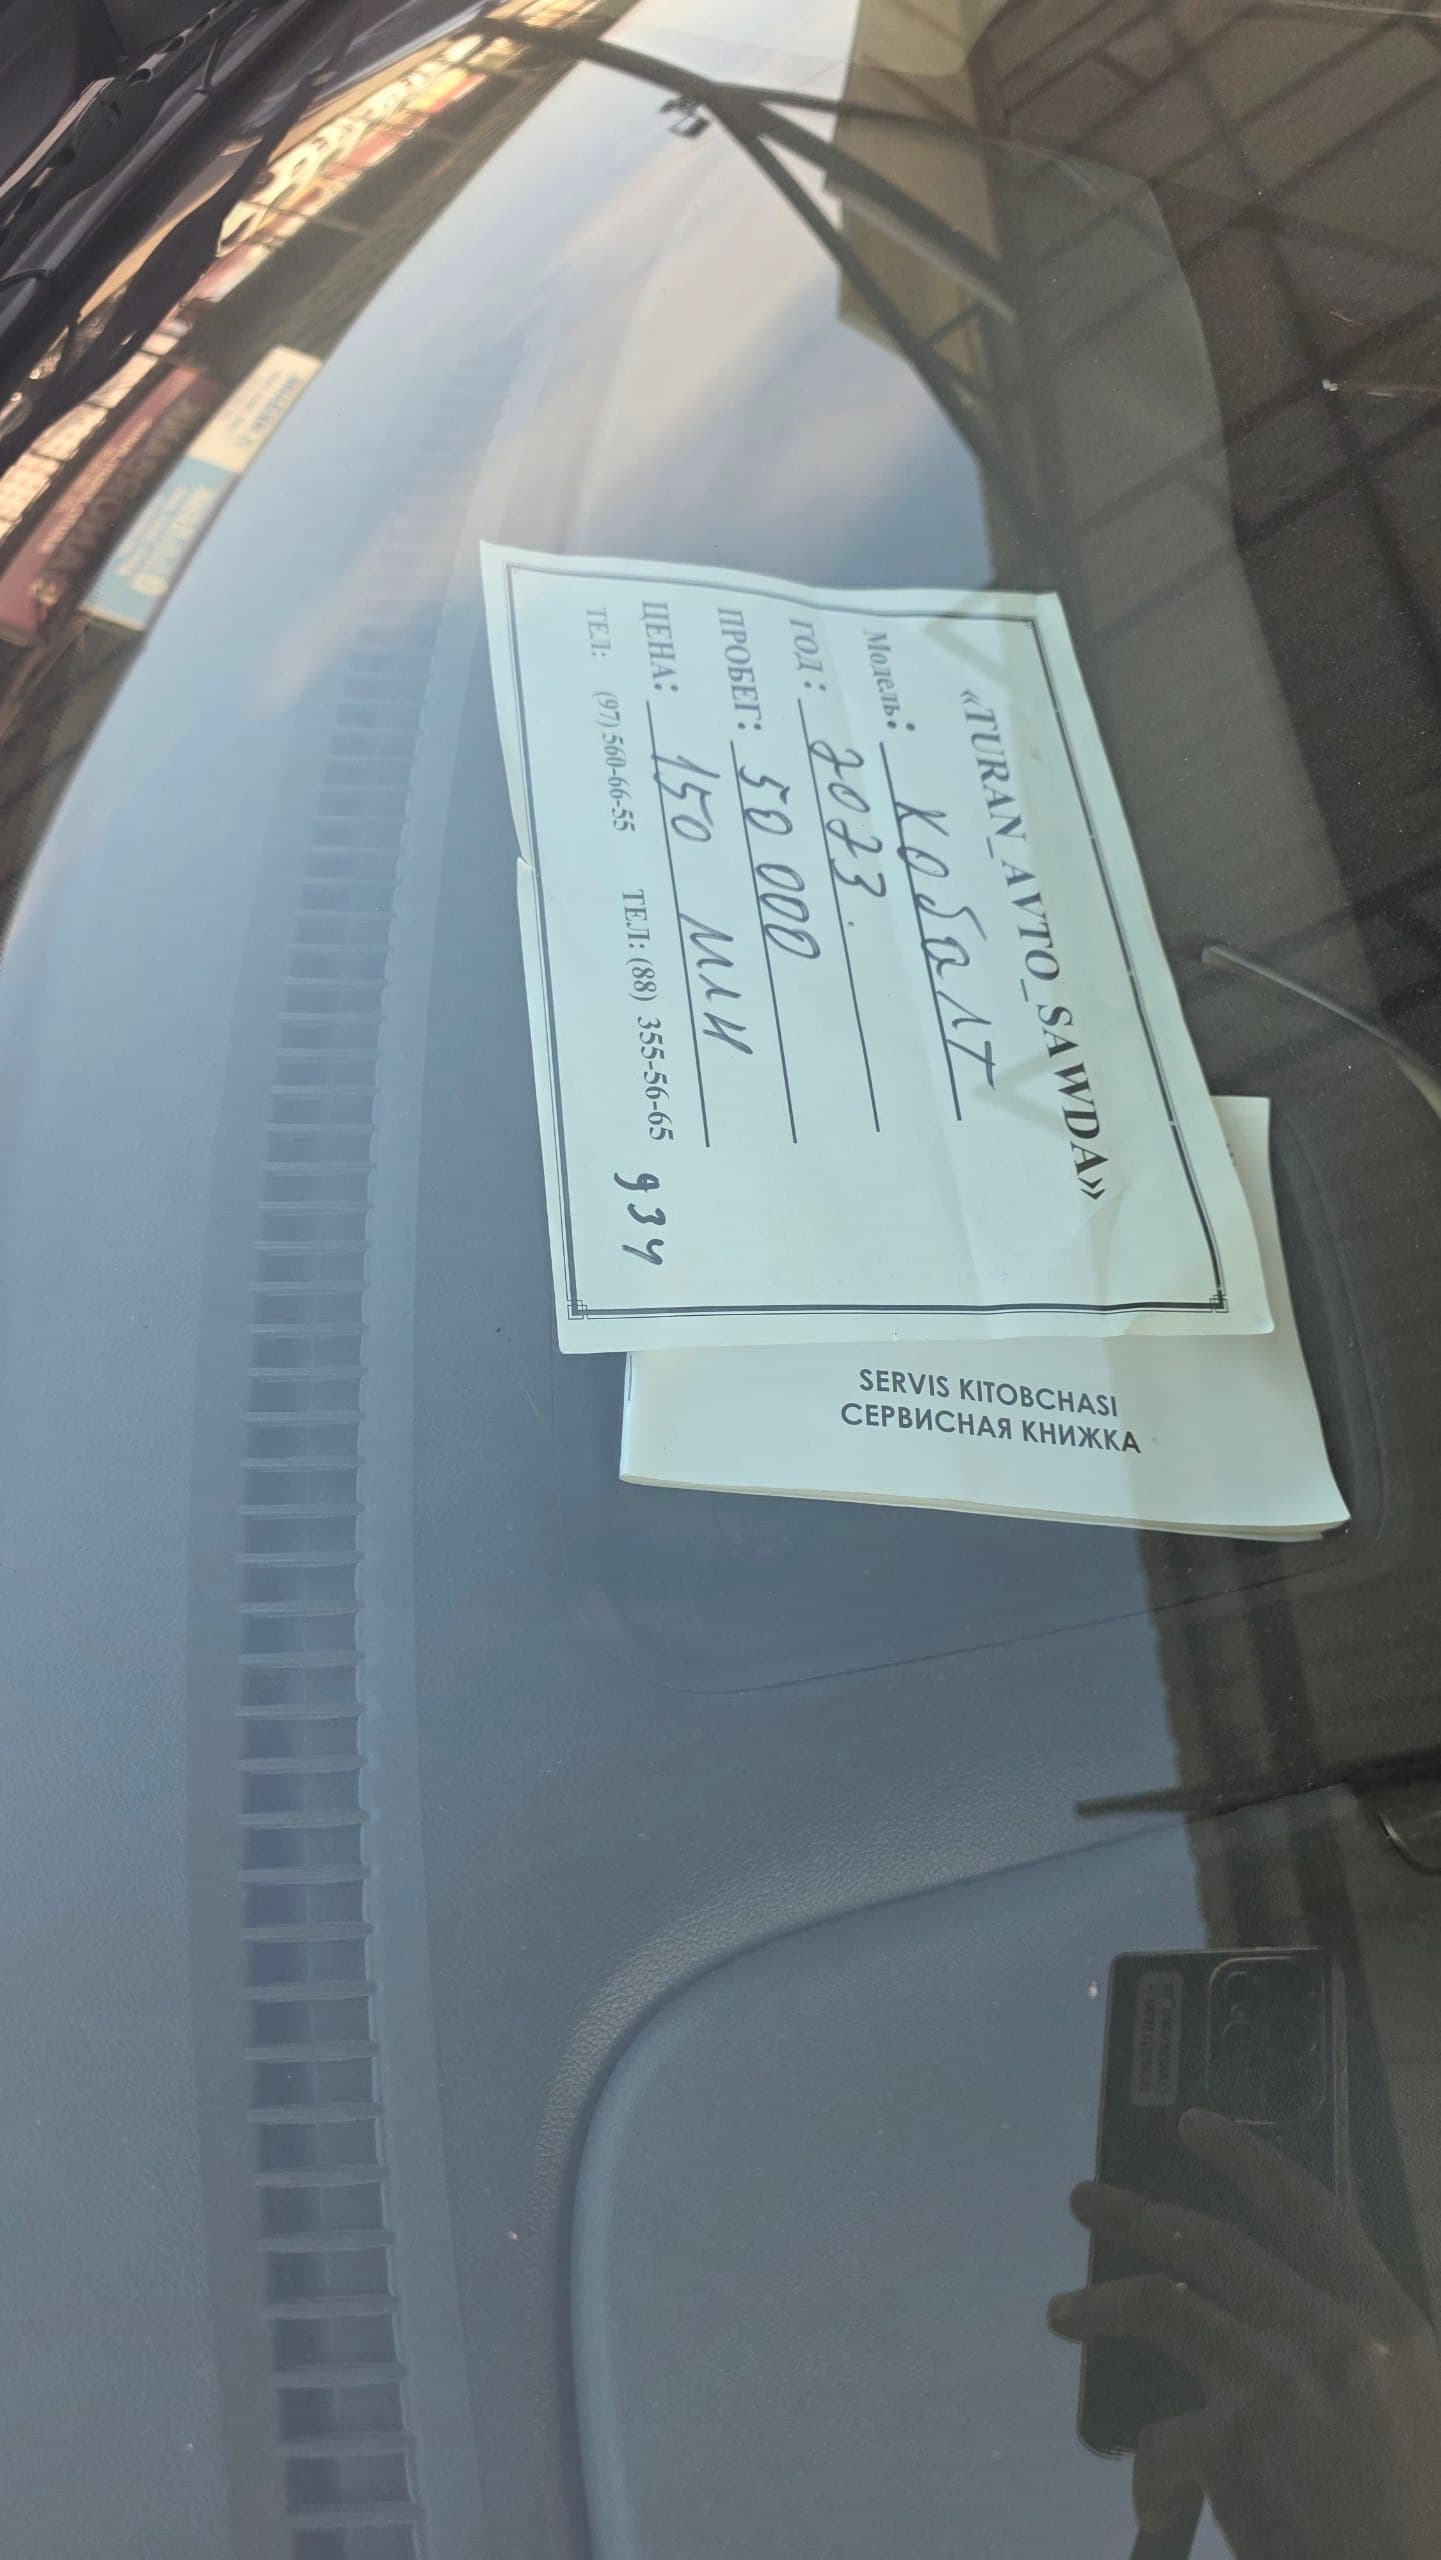 «TURAN_AVTO_SAWDA»
Модель: Кобалт
ГОД: 2023.
ПРОБЕГ: 50 000
ЦЕНА: 150 МЛН
ТЕЛ: (97) 560-66-55 ТЕЛ: (88) 355-56-65 934
SERVIS KITOBCHASI
СЕРВИСНАЯ КНИЖКА